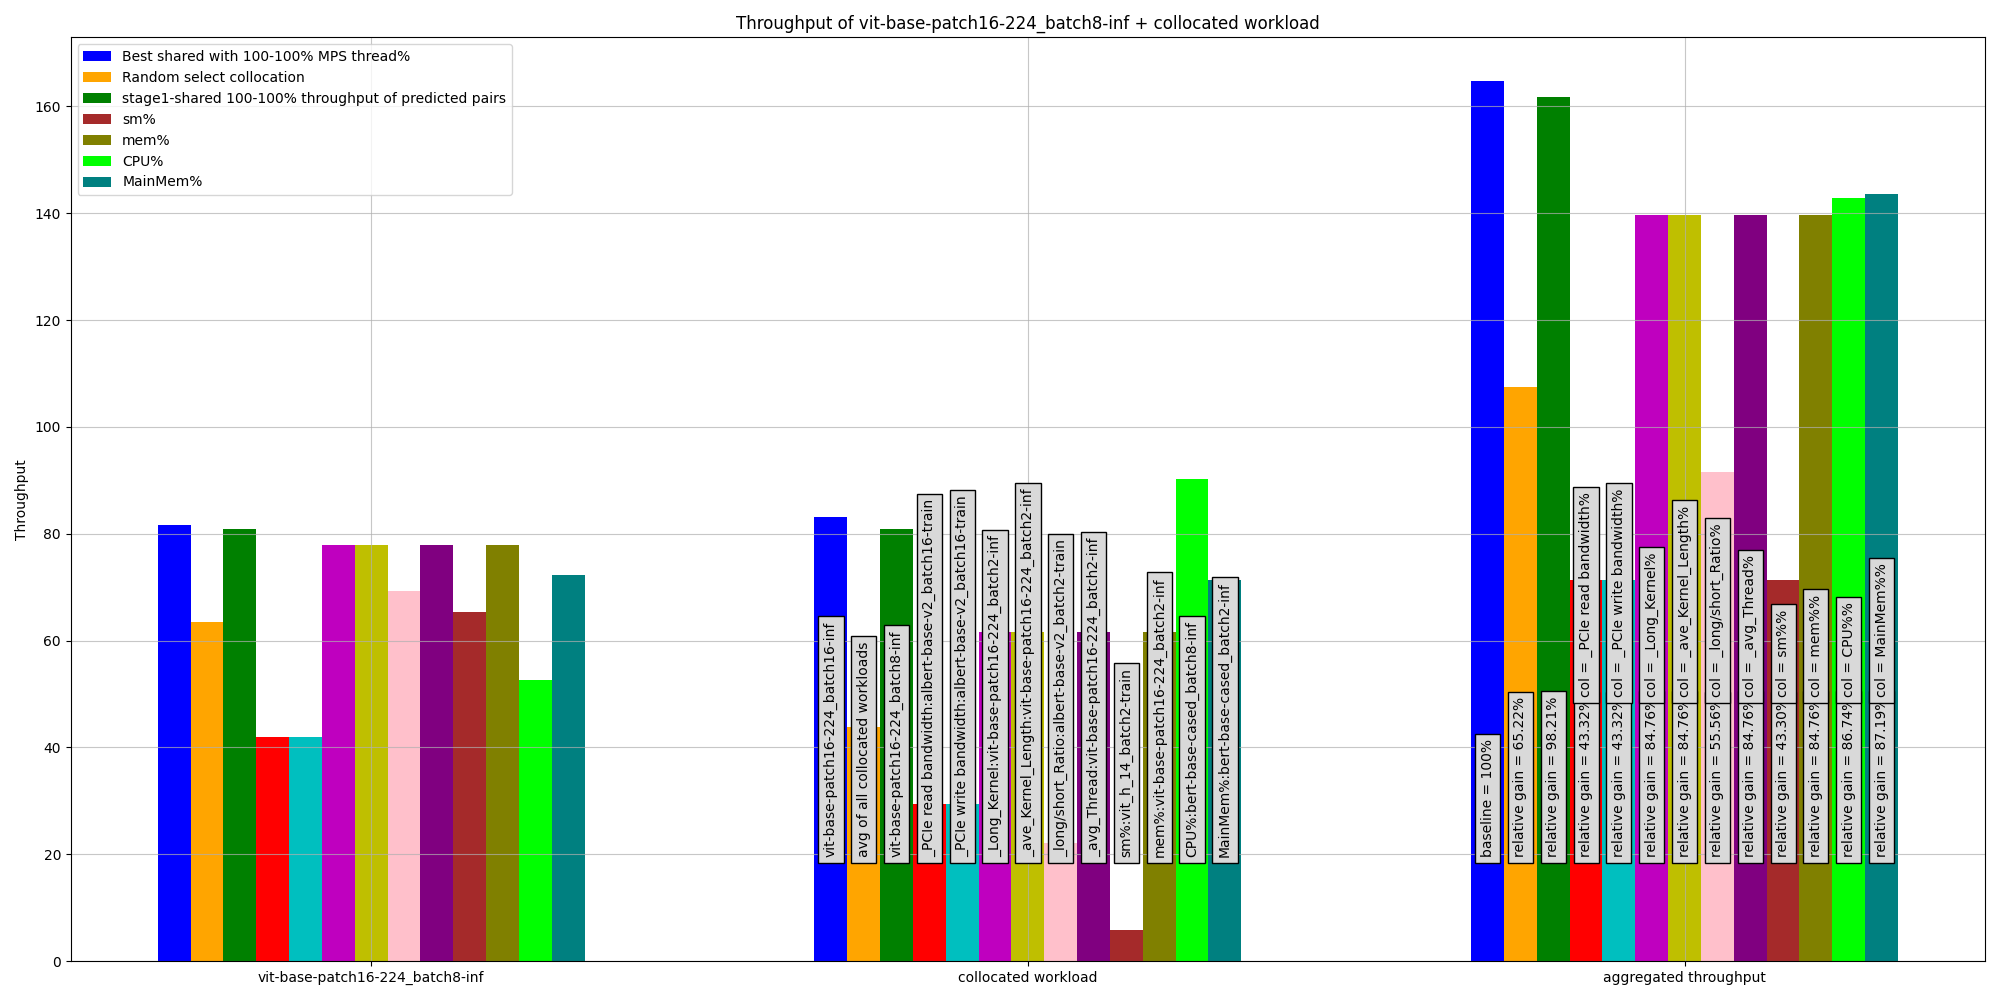 Throughput of vit-base-patch16-224_batch8-inf + collocated workload
Best shared with 100-100% MPS thread%
Random select collocation
stage1-shared 100-100% throughput of predicted pairs
sm%
mem%
CPU%
MainMem%
Throughput
160
140
120
100
80
60
40
20
0
vit-base-patch16-224_batch16-inf
avg of all collocated workloads
vit-base-patch16-224_batch8-inf
_PCIe read bandwidth:albert-base-v2_batch16-train
_PCIe write bandwidth:albert-base-v2_batch16-train
_Long_Kernel:vit-base-patch16-224_batch2-inf
_ave_Kernel_Length:vit-base-patch16-224_batch2-inf
_long/short_Ratio:albert-base-v2_batch2-train
_avg_Thread:vit-base-patch16-224_batch2-inf
sm%:vit_h_14_batch2-train
mem%:vit-base-patch16-224_batch2-inf
CPU%:bert-base-cased_batch8-inf
MainMem%:bert-base-cased_batch2-inf
baseline = 100%
relative gain = 65.22%
relative gain = 98.21%
relative gain = 43.32%
col = _PCIe read bandwidth%
relative gain = 43.32%
col = _PCIe write bandwidth%
relative gain = 84.76%
col = _Long_Kernel%
relative gain = 84.76%
col = _ave_Kernel_Length%
relative gain = 55.56%
col = _long/short_Ratio%
relative gain = 84.76%
col = _avg_Thread%
relative gain = 43.30%
col = sm%%
relative gain = 84.76%
col = mem%%
relative gain = 86.74%
col = CPU%%
relative gain = 87.19%
col = MainMem%%
vit-base-patch16-224_batch8-inf
collocated workload
aggregated throughput